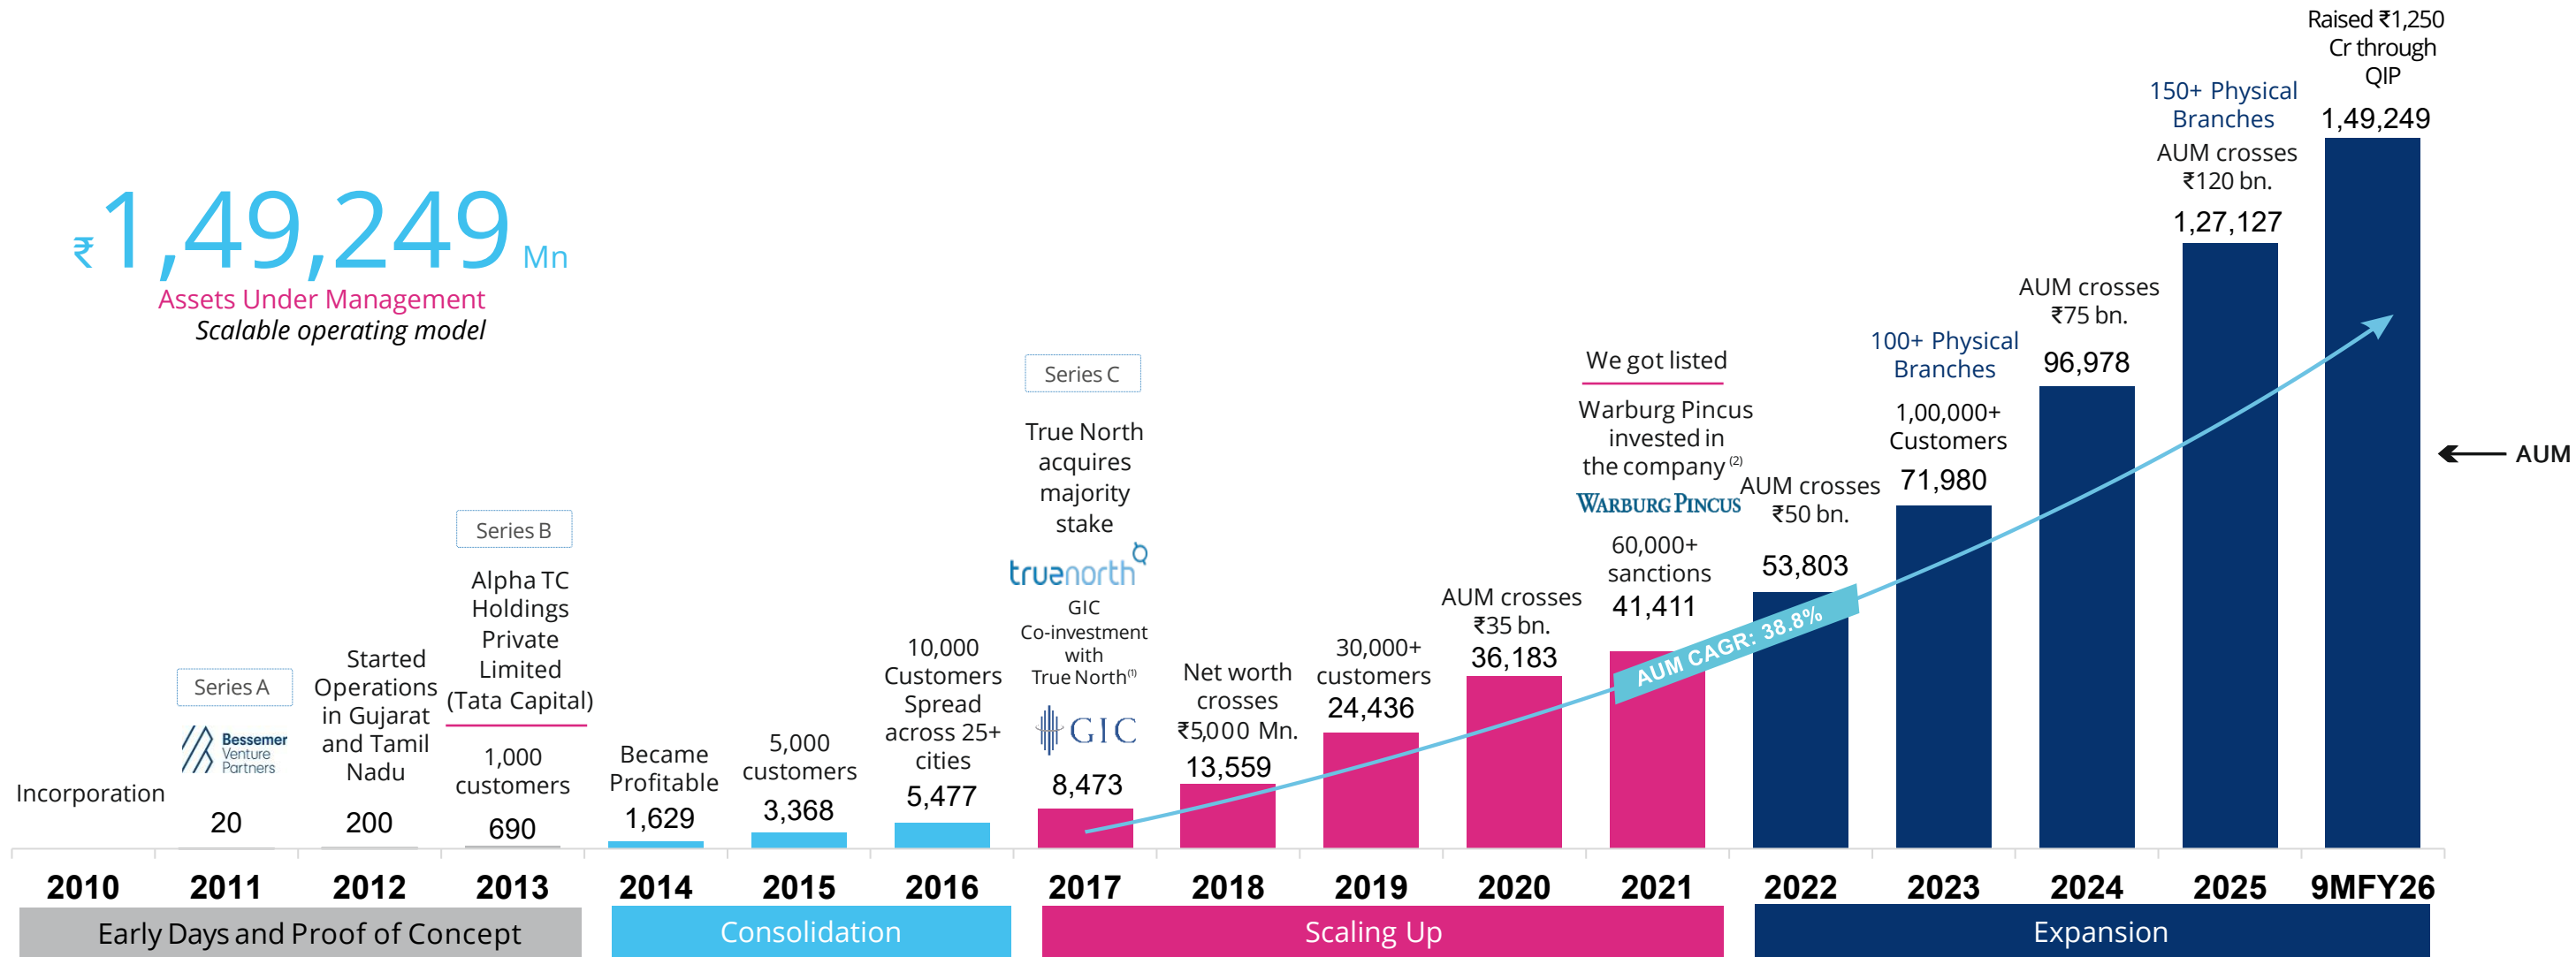 ₹1,49,249 Mn
Assets Under Management
Scalable operating model
Incorporation
Series A
Bessemer
Venture
Partners
20
Started
Operations
in Gujarat
and Tamil
Nadu
200
Series B
Alpha TC
Holdings
Private
Limited
(Tata Capital)
1,000
customers
690
Became
Profitable
1,629
5,000
customers
3,368
10,000
Customers
Spread
across 25+
cities
5,477
Series C
True North
acquires
majority
stake
truenorth
GIC
Co-investment
with
True North(1)
GIC
8,473
Net worth
crosses
₹5,000 Mn.
13,559
30,000+
customers
24,436
AUM crosses
₹35 bn.
36,183
We got listed
Warburg Pincus
invested in
the company (2)
WARBURG PINCUS
60,000+
sanctions
41,411
AUM crosses
₹50 bn.
53,803
100+ Physical
Branches
1,00,000+
Customers
71,980
AUM crosses
₹75 bn.
96,978
150+ Physical
Branches
AUM crosses
₹120 bn.
1,27,127
Raised ₹1,250
Cr through
QIP
1,49,249
AUM
AUM CAGR: 38.8%
2010 2011 2012 2013 2014 2015 2016 2017 2018 2019 2020 2021 2022 2023 2024 2025 9MFY26
Early Days and Proof of Concept
Consolidation
Scaling Up
Expansion